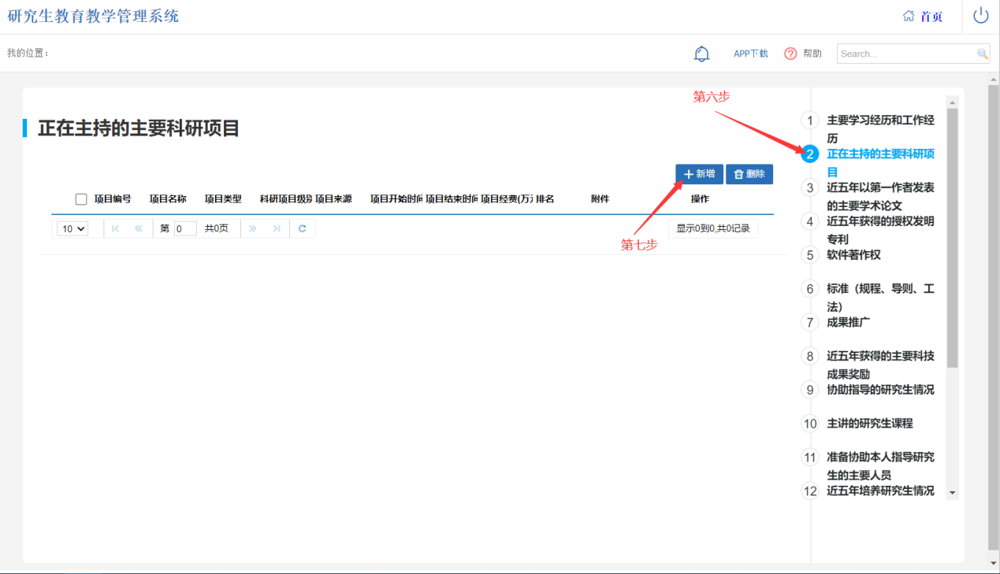 研究生教育教学管理系统
首页
我的位置：
APP下载
帮助
Search...
第六步
正在主持的主要科研项目
新增
删除
项目编号 项目名称 项目类型 科研项目级别 项目来源 项目开始时间 项目结束时间 项目经费(万 排名 附件 操作
10 第 0 共0页 显示0到0,共0记录
第七步
1 主要学习经历和工作经
历
2 正在主持的主要科研项
目
3 近五年以第一作者发表
的主要学术论文
4 近五年获得的授权发明
专利
5 软件著作权
6 标准（规程、导则、工
法）
7 成果推广
8 近五年获得的主要科技
成果奖励
9 协助指导的研究生情况
10 主讲的研究生课程
11 准备协助本人指导研究
生的主要人员
12 近五年培养研究生情况